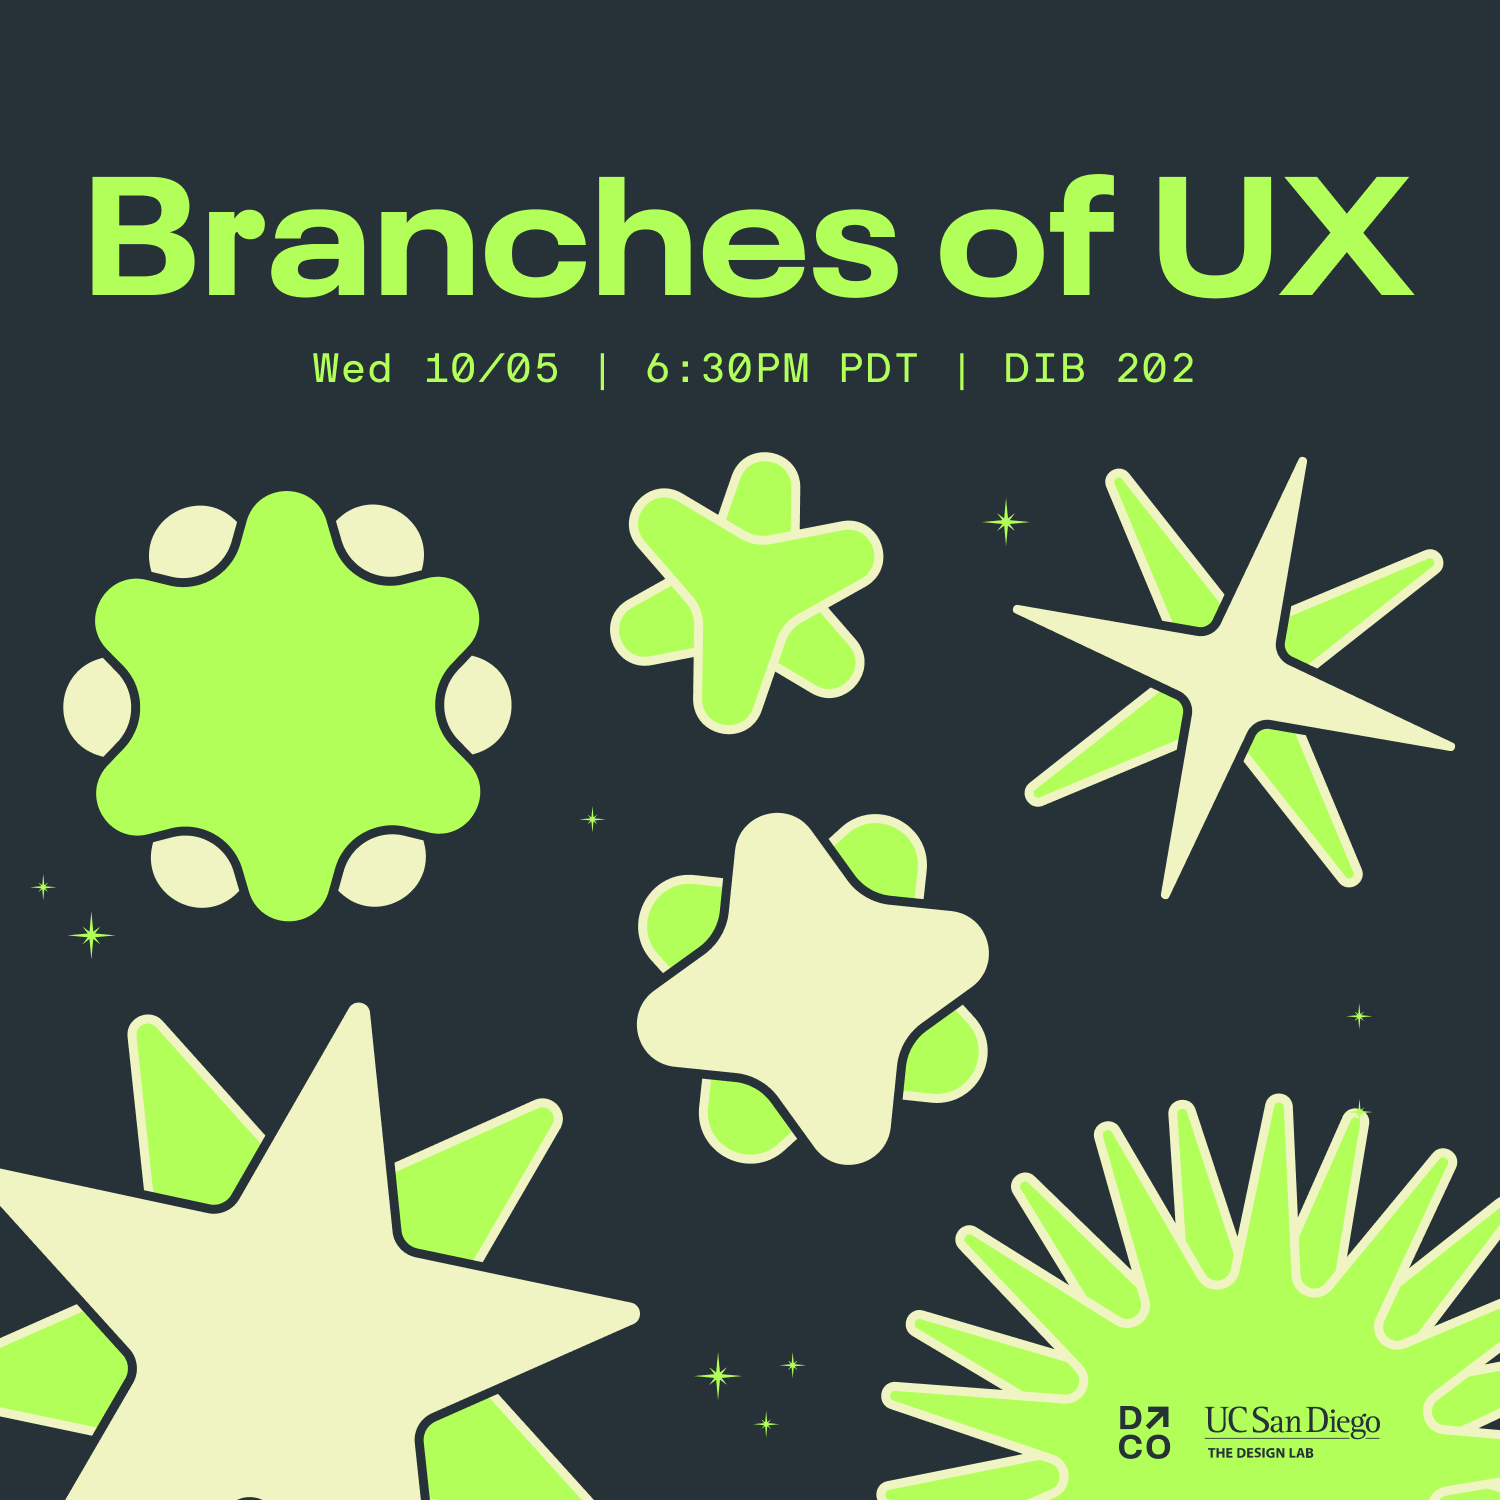 Branches of UX
Wed 10/05 | 6:30PM PDT | DIB 202
D↗
CO
UC San Diego
THE DESIGN LAB